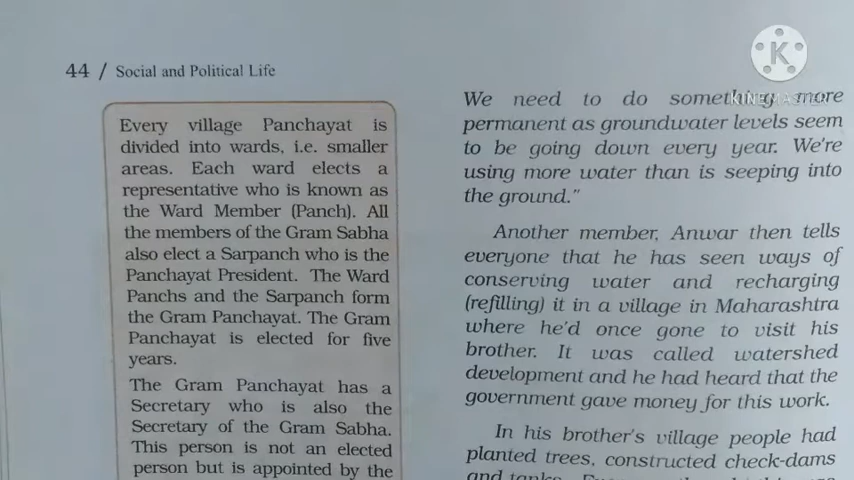 44 / Social and Political Life
Every village Panchayat is
divided into wards, i.e. smaller
areas. Each ward elects a
representative who is known as
the Ward Member (Panch). All
the members of the Gram Sabha
also elect a Sarpanch who is the
Panchayat President. The Ward
Panchs and the Sarpanch form
the Gram Panchayat. The Gram
Panchayat is elected for five
years.
The Gram Panchayat has a
Secretary who is also the
Secretary of the Gram Sabha.
This person is not an elected
person but is appointed by the
We need to do something more
permanent as groundwater levels seem
to be going down every year. We're
using more water than is seeping into
the ground."
Another member, Anwar then tells
everyone that he has seen ways of
conserving water and recharging
(refilling) it in a village in Maharashtra
where he'd once gone to visit his
brother. It was called watershed
development and he had heard that the
government gave money for this work.
In his brother's village people had
planted trees, constructed check-dams
and tanks.
K
KINEMASTER